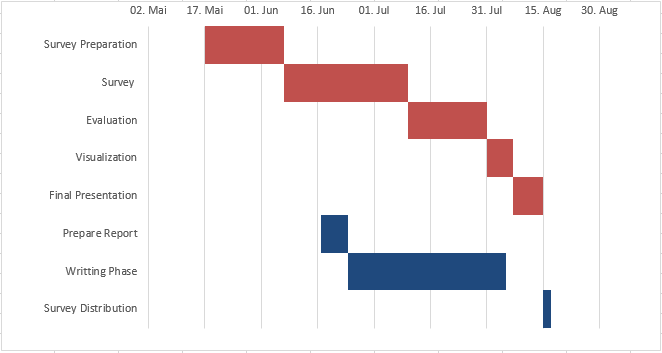 02. Mai 17. Mai 01. Jun 16. Jun 01. Jul 16. Jul 31. Jul 15. Aug 30. Aug
Survey Preparation
Survey
Evaluation
Visualization
Final Presentation
Prepare Report
Writting Phase
Survey Distribution